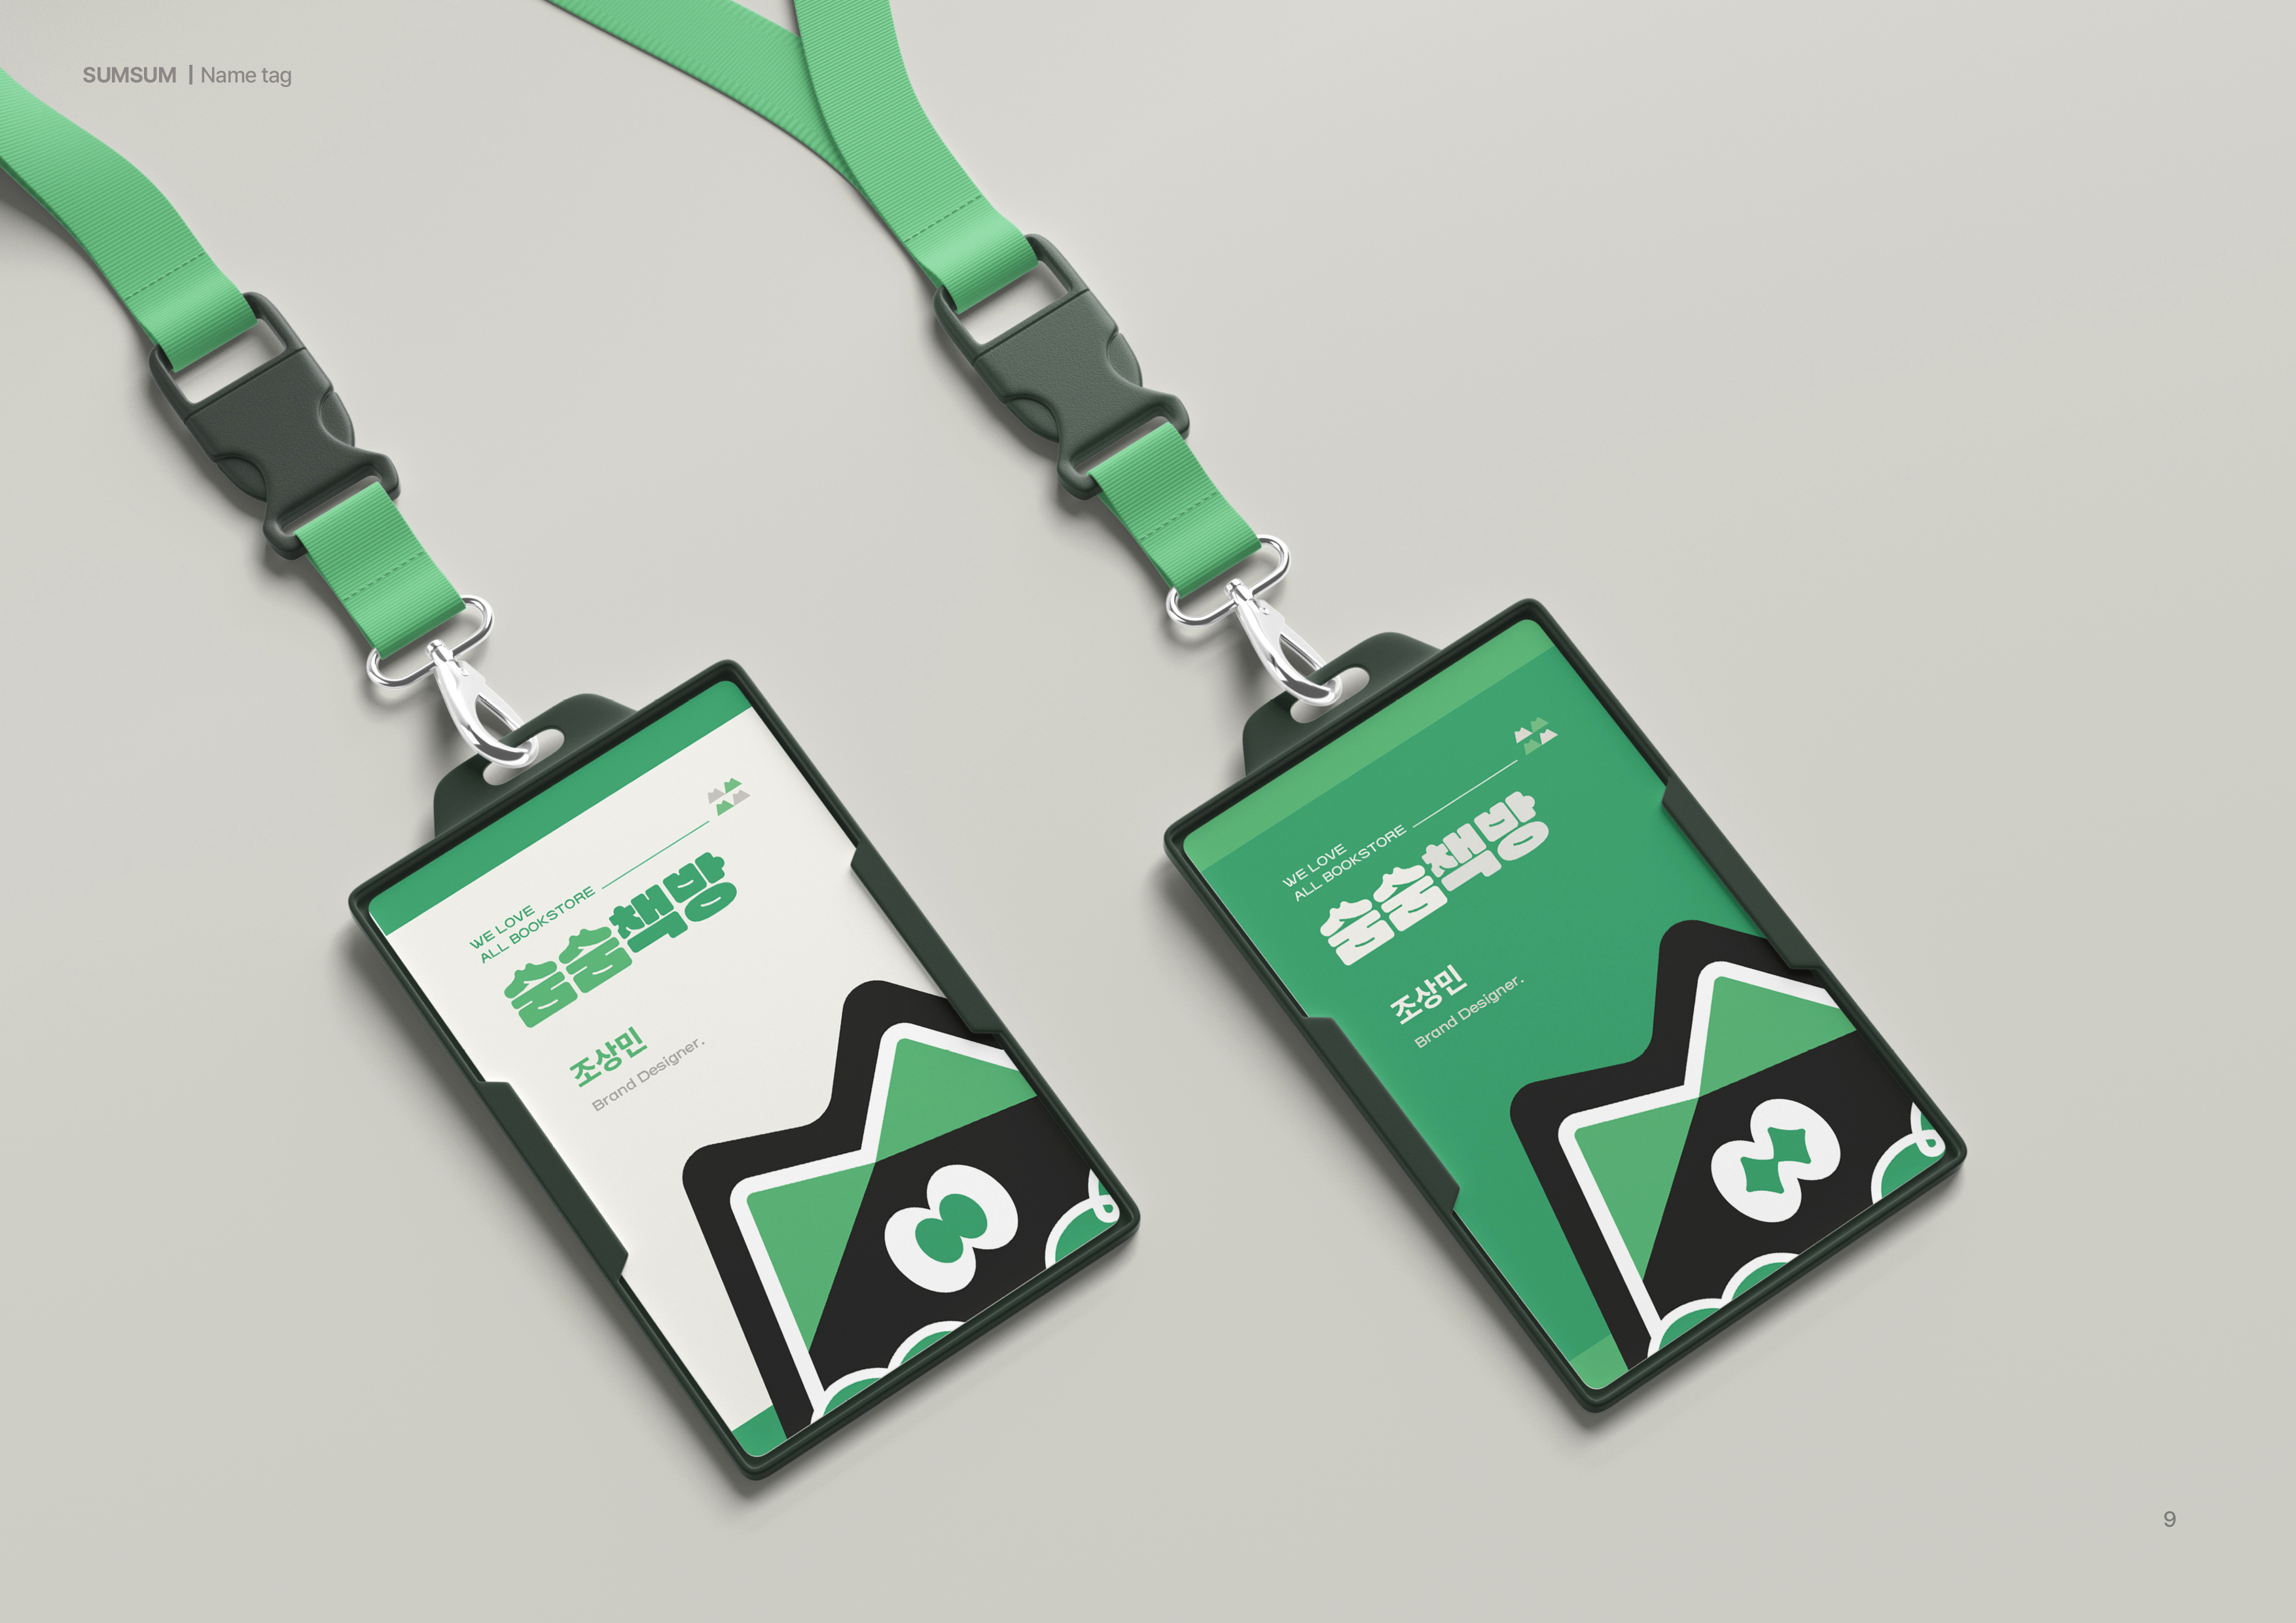 SUMSUM | Name tag
WE LOVE
ALL BOOKSTORE
숨숨책방
조상민
Brand Designer.
WE LOVE
ALL BOOKSTORE
숨숨책방
조상민
Brand Designer.
9